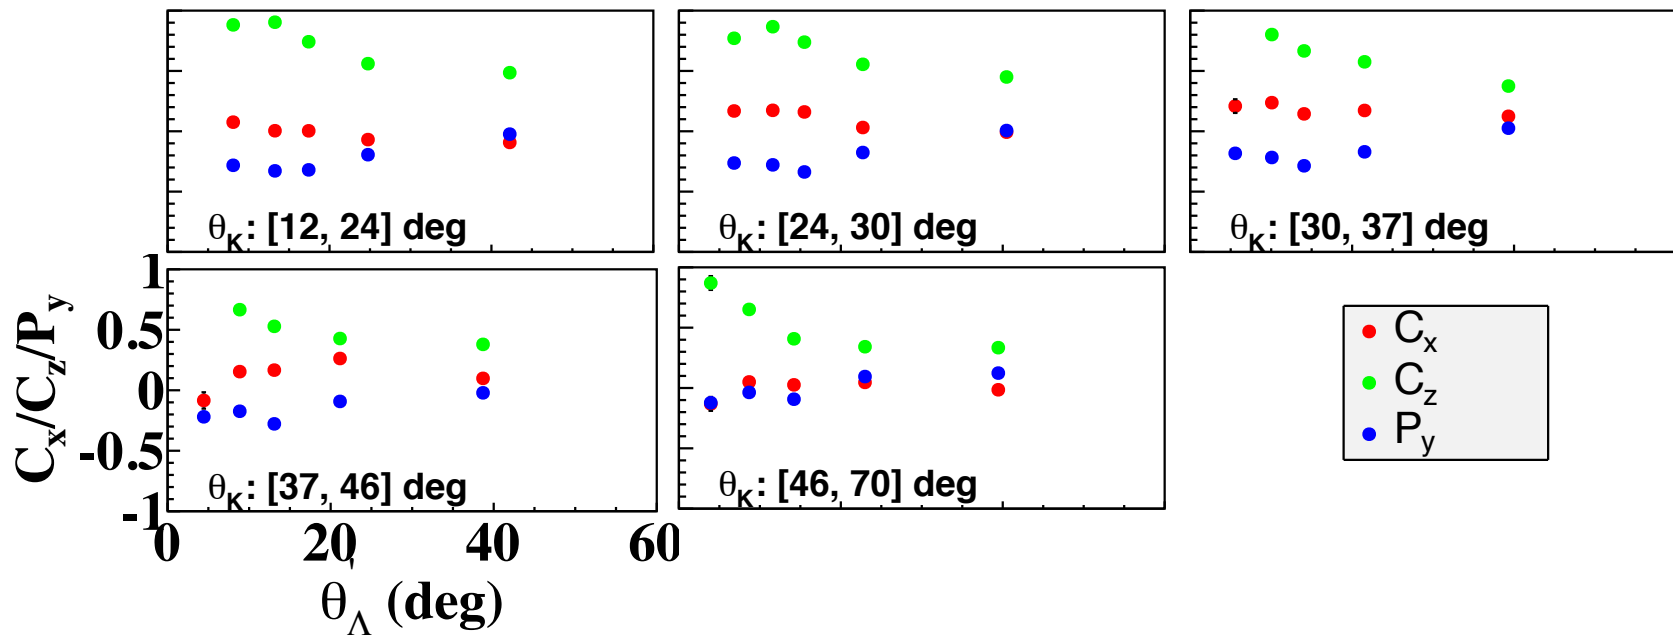 θK: [12, 24] deg
θK: [24, 30] deg
θK: [30, 37] deg
Cx/Cz/Py
1
0.5
0
-0.5
-1
θK: [37, 46] deg
θK: [46, 70] deg
Cx
Cz
Py
0 20 40 60
θ'Λ (deg)